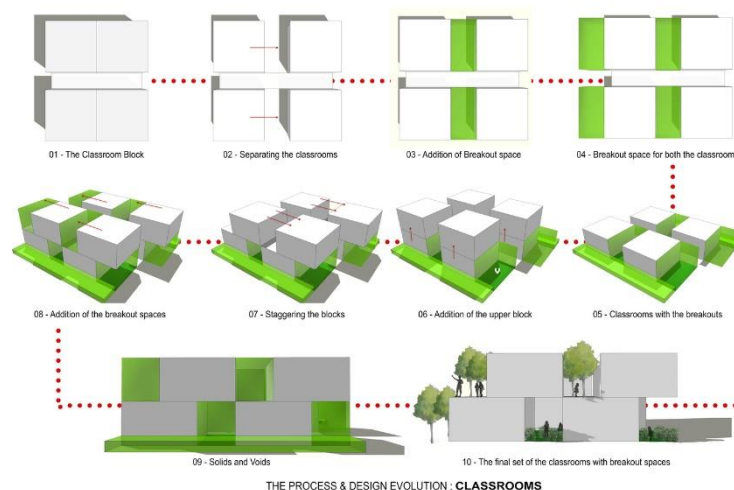 01 - The Classroom Block
02 - Separating the classrooms
03 - Addition of Breakout space
04 - Breakout space for both the classroom
08 - Addition of the breakout spaces
07 - Staggering the blocks
06 - Addition of the upper block
05 - Classrooms with the breakouts
09 - Solids and Voids
10 - The final set of the classrooms with breakout spaces
THE PROCESS & DESIGN EVOLUTION : CLASSROOMS